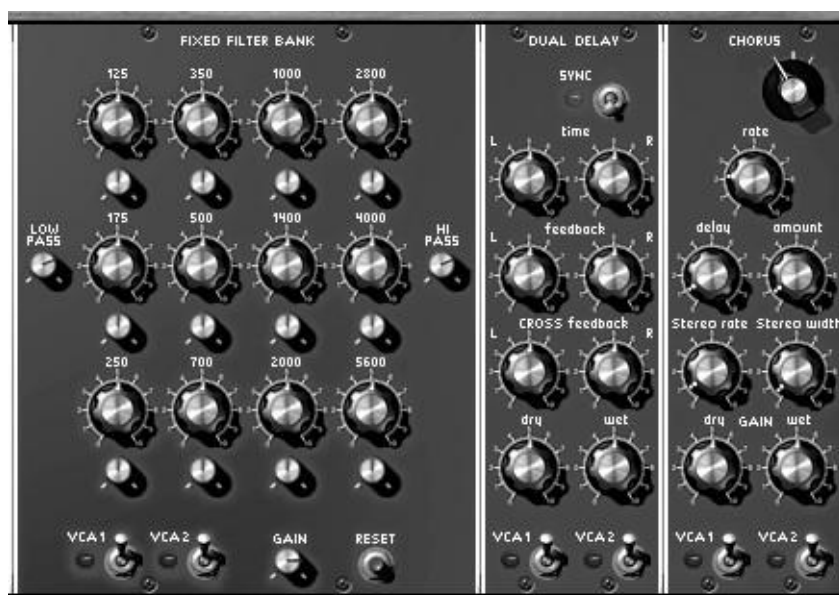 FIXED FILTER BANK
125 350 1000 2800
LOW PASS
175 500 1400 4000
HI PASS
250 700 2000 5600
VCA1 VCA2 GAIN RESET
DUAL DELAY
SYNC
L time R
L feedback R
L CROSS feedback R
dry wet
VCA1 VCA2
CHORUS
rate
delay amount
Stereo rate Stereo width
dry GAIN wet
VCA1 VCA2